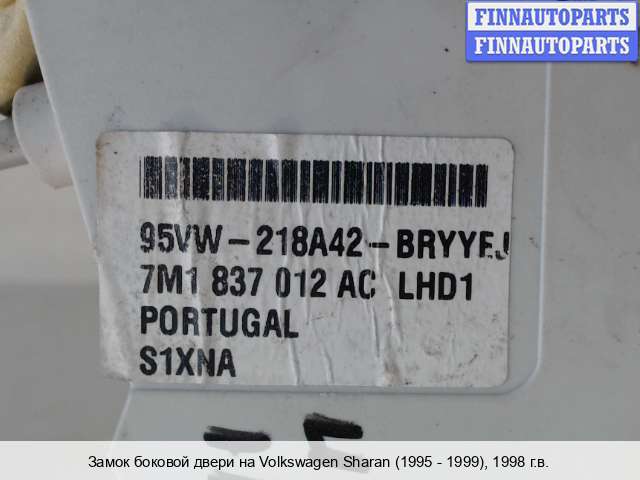 FINNAUTOPARTS
FINNAUTOPARTS
95VW-218A42-BRYYEJ
7M1 837 012 AC LHD1
PORTUGAL
S1XNA
Замок боковой двери на Volkswagen Sharan (1995 - 1999), 1998 г.в.